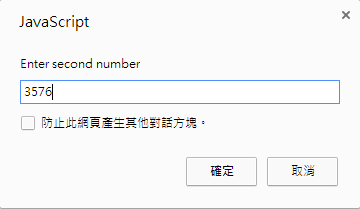 JavaScript
Enter second number
3576
防止此網頁產生其他對話方塊。
確定
取消